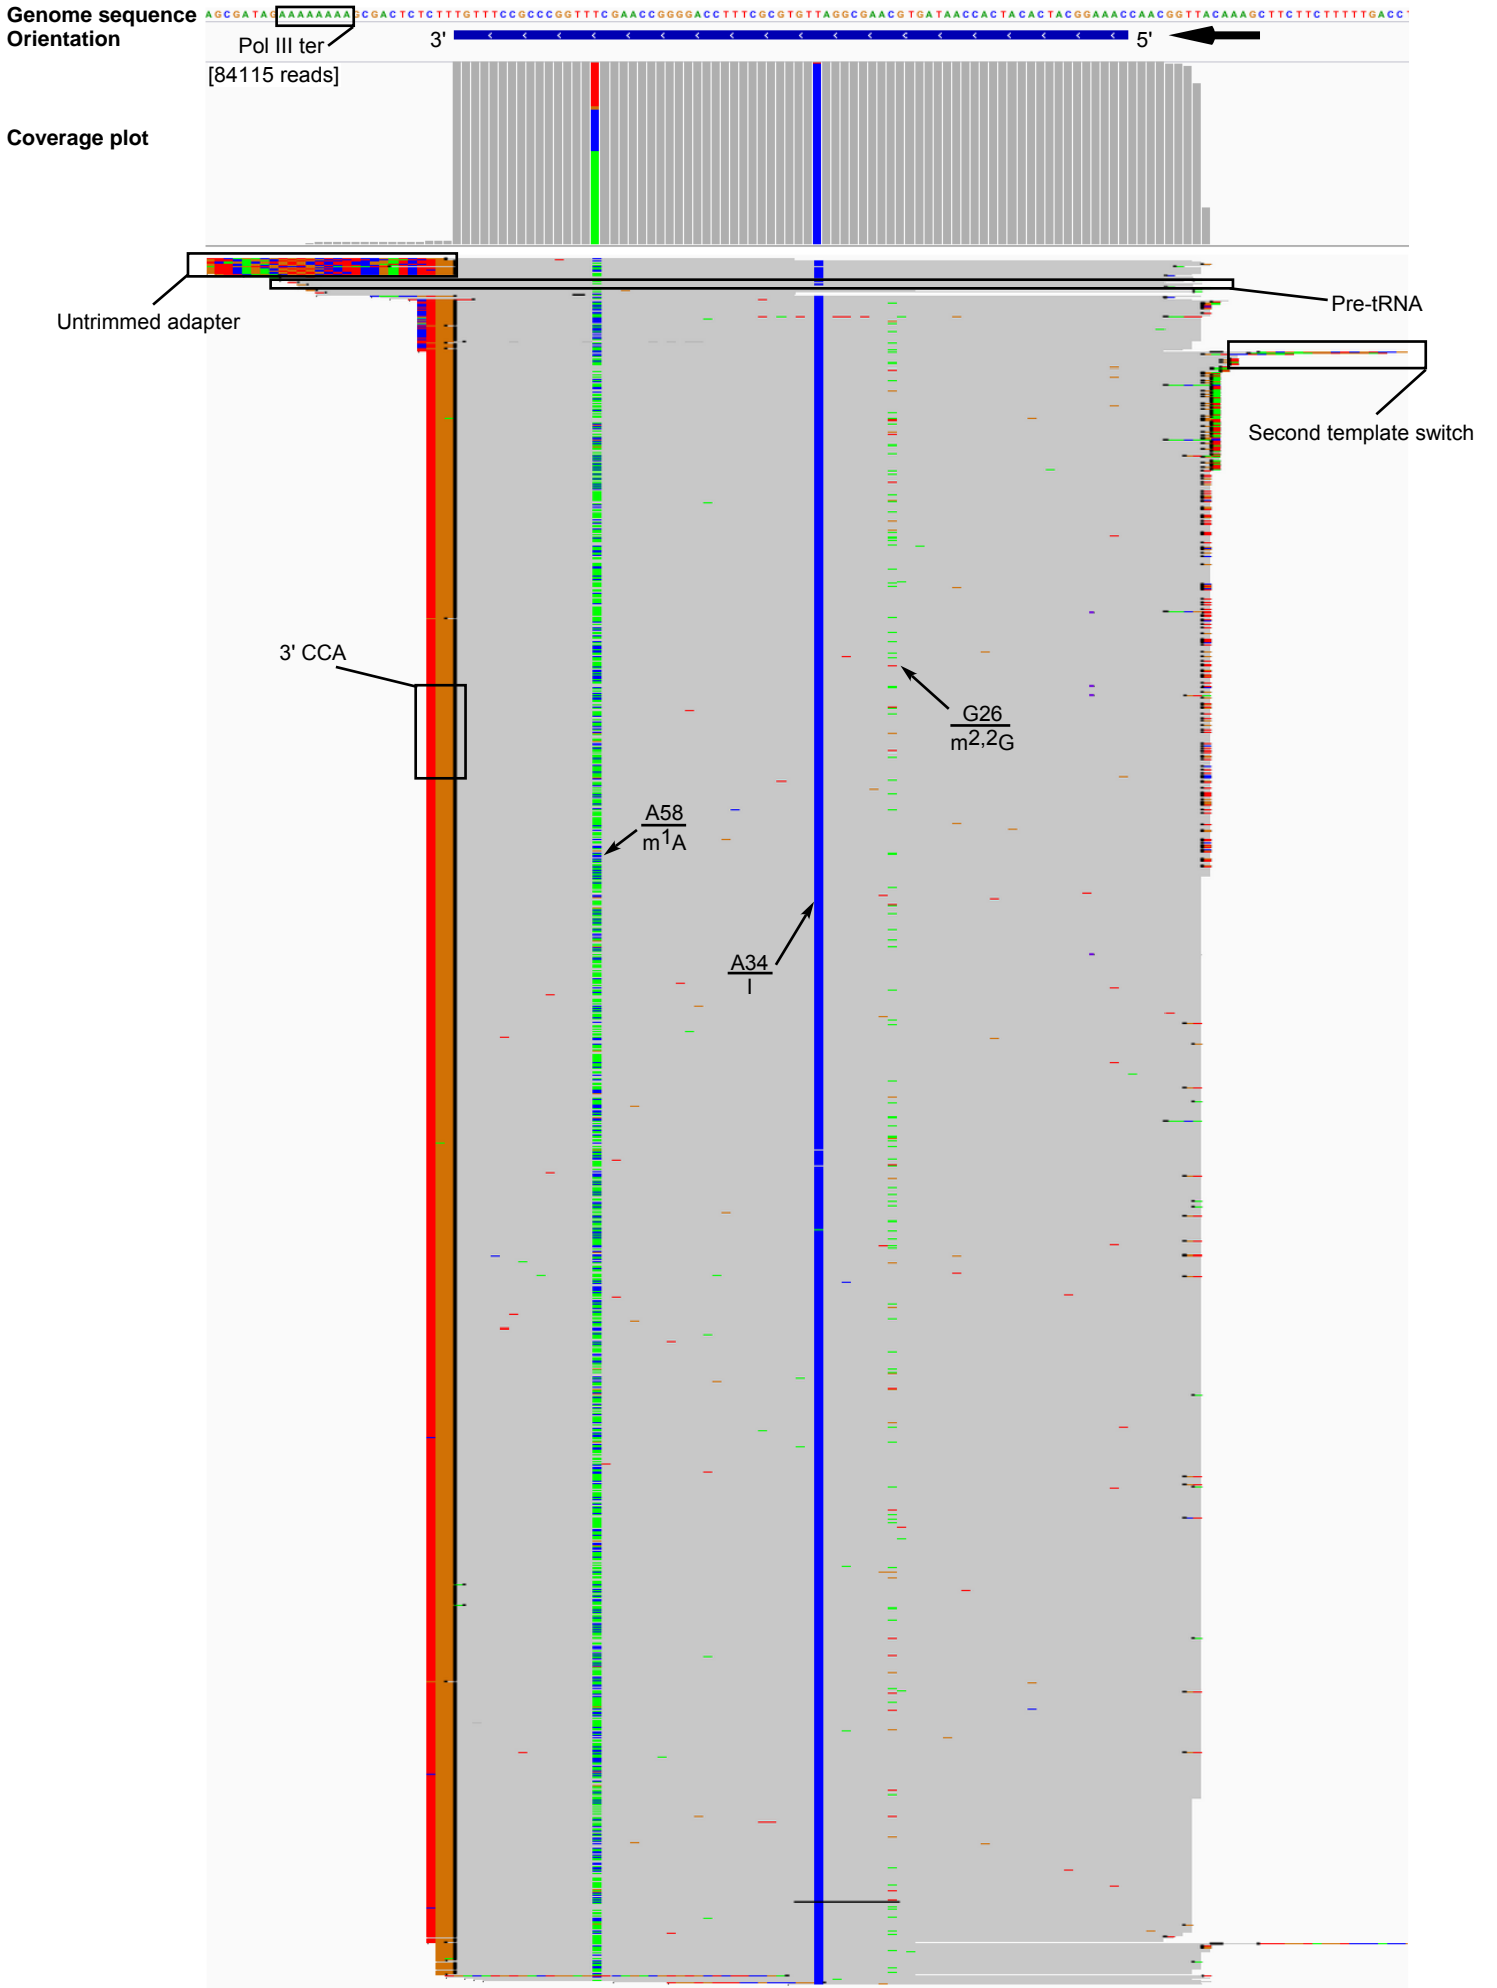 Genome sequence AGCGATAGAAAAAAAAGCGACTCTCTTTGTTTCCGCCCGGTTTCGAACCGGGGACCTTTCGCGTGTTAGGCGAACGTGATAACCACTACACTACGGAAACCAACGGTTACAAAGCTTCTTCTTTTTGACC
Orientation
Pol III ter
3'
5'
[84115 reads]
Coverage plot
Untrimmed adapter
Pre-tRNA
Second template switch
3' CCA
G26
m2,2G
A58
m1A
A34
I